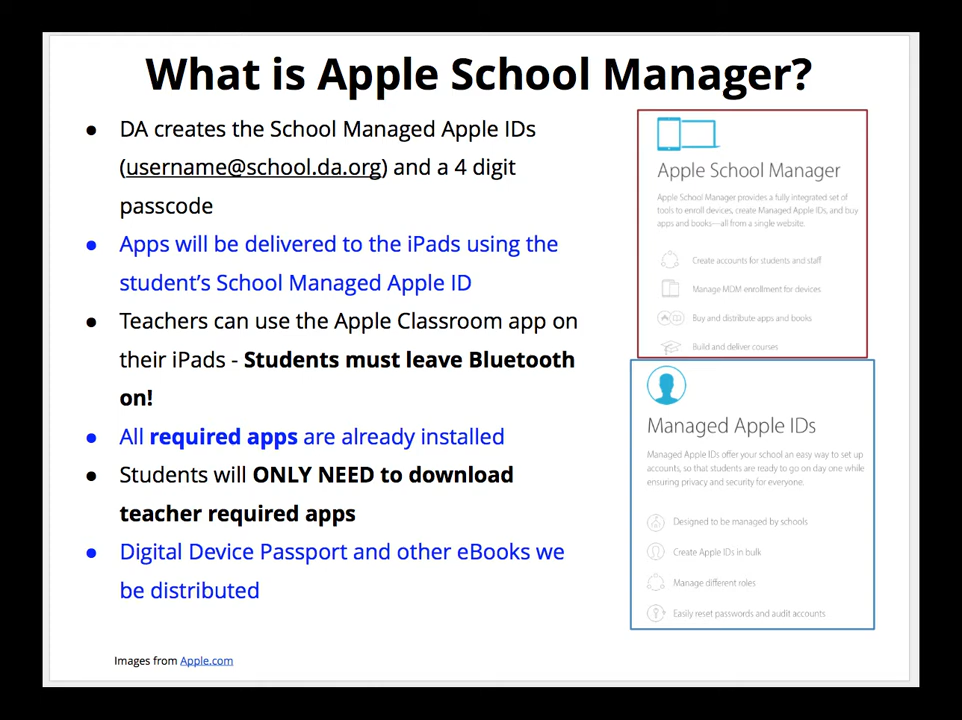 What is Apple School Manager?
● DA creates the School Managed Apple IDs
(username@school.da.org) and a 4 digit
passcode
● Apps will be delivered to the iPads using the
student’s School Managed Apple ID
● Teachers can use the Apple Classroom app on
their iPads - Students must leave Bluetooth
on!
● All required apps are already installed
● Students will ONLY NEED to download
teacher required apps
● Digital Device Passport and other eBooks we
be distributed
Images from Apple.com
Apple School Manager
Apple School Manager provides a fully integrated set of
tools to enroll devices, create Managed Apple IDs, and buy
apps and books—all from a single website.
Create accounts for students and staff
Manage MDM enrollment for devices
Buy and distribute apps and books
Build and deliver courses
Managed Apple IDs
Managed Apple IDs offer your school an easy way to set up
accounts, so that students are ready to go on day one while
ensuring privacy and security for everyone.
Designed to be managed by schools
Create Apple IDs in bulk
Manage different roles
Easily reset passwords and audit accounts